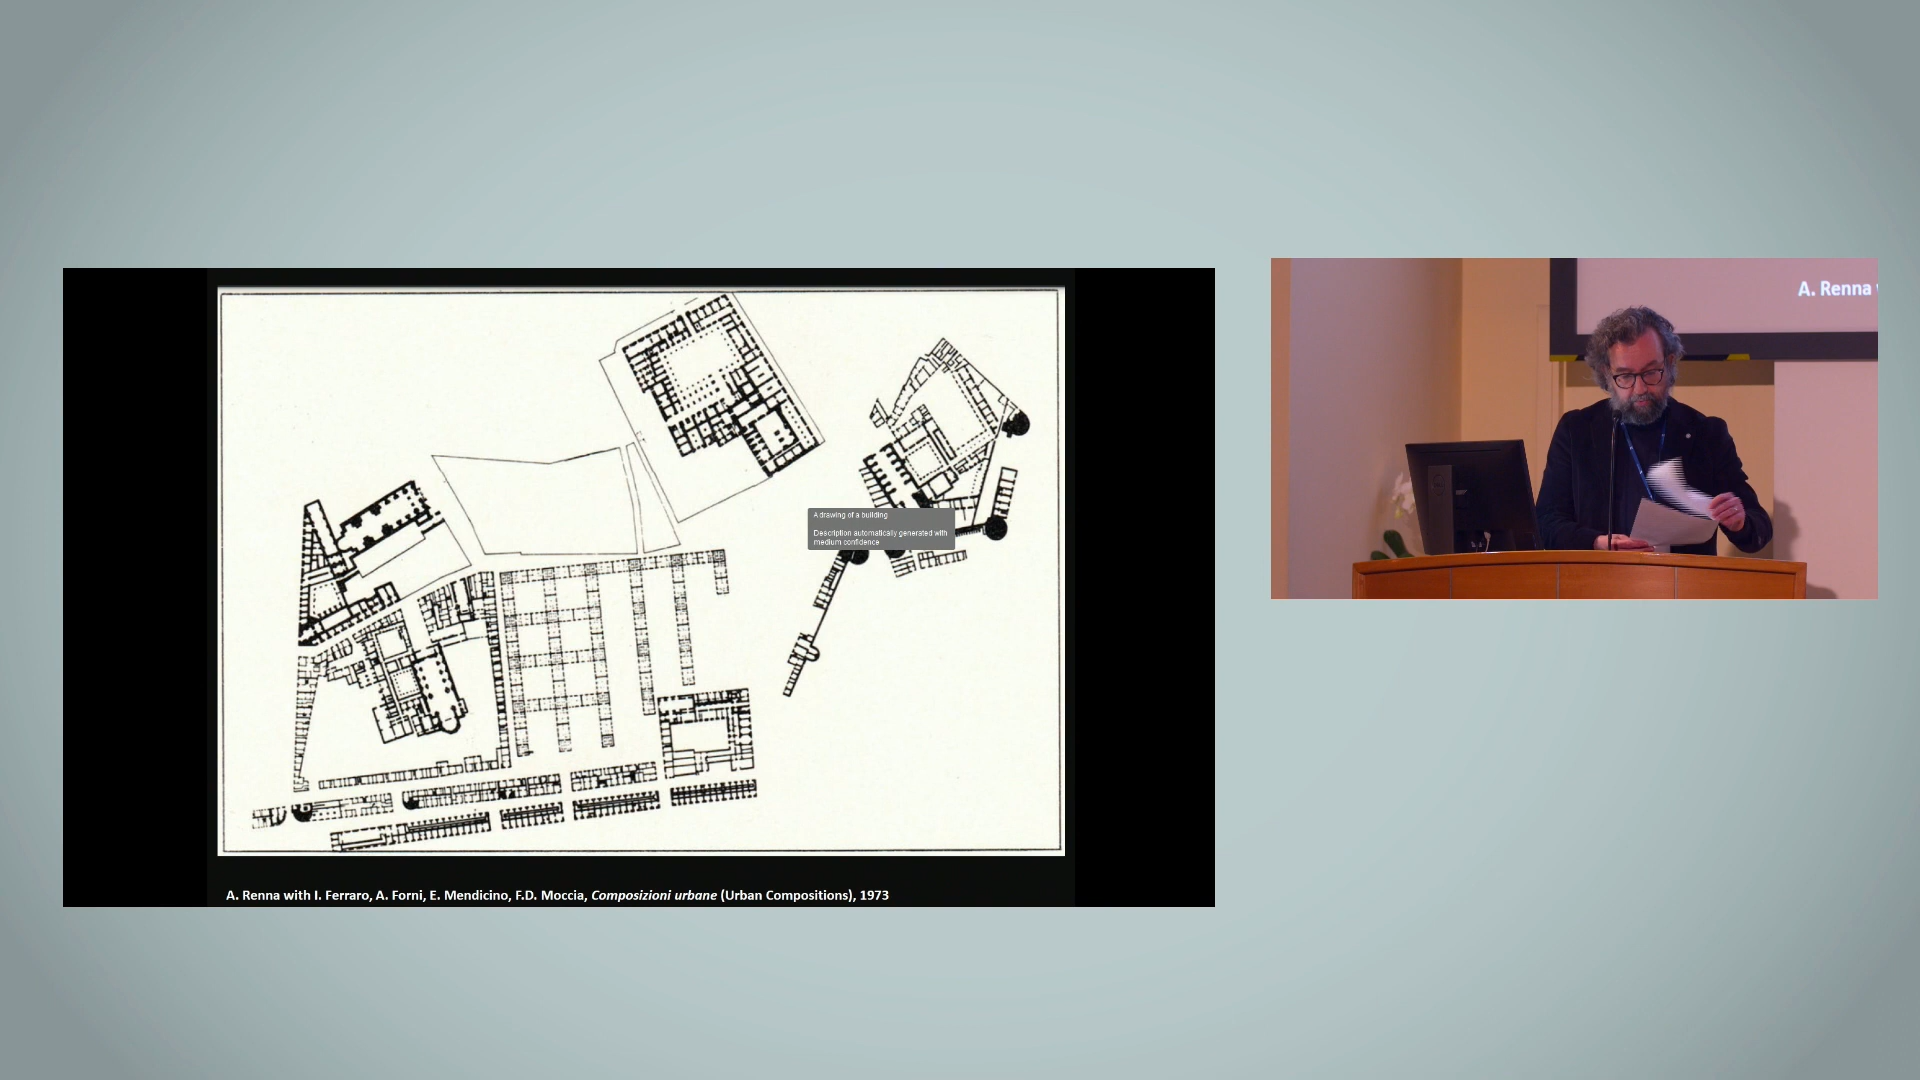 A drawing of a building
Description automatically generated with
medium confidence
A. Renna with I. Ferraro, A. Forni, E. Mendicino, F.D. Moccia, Composizioni urbane (Urban Compositions), 1973
A. Renna